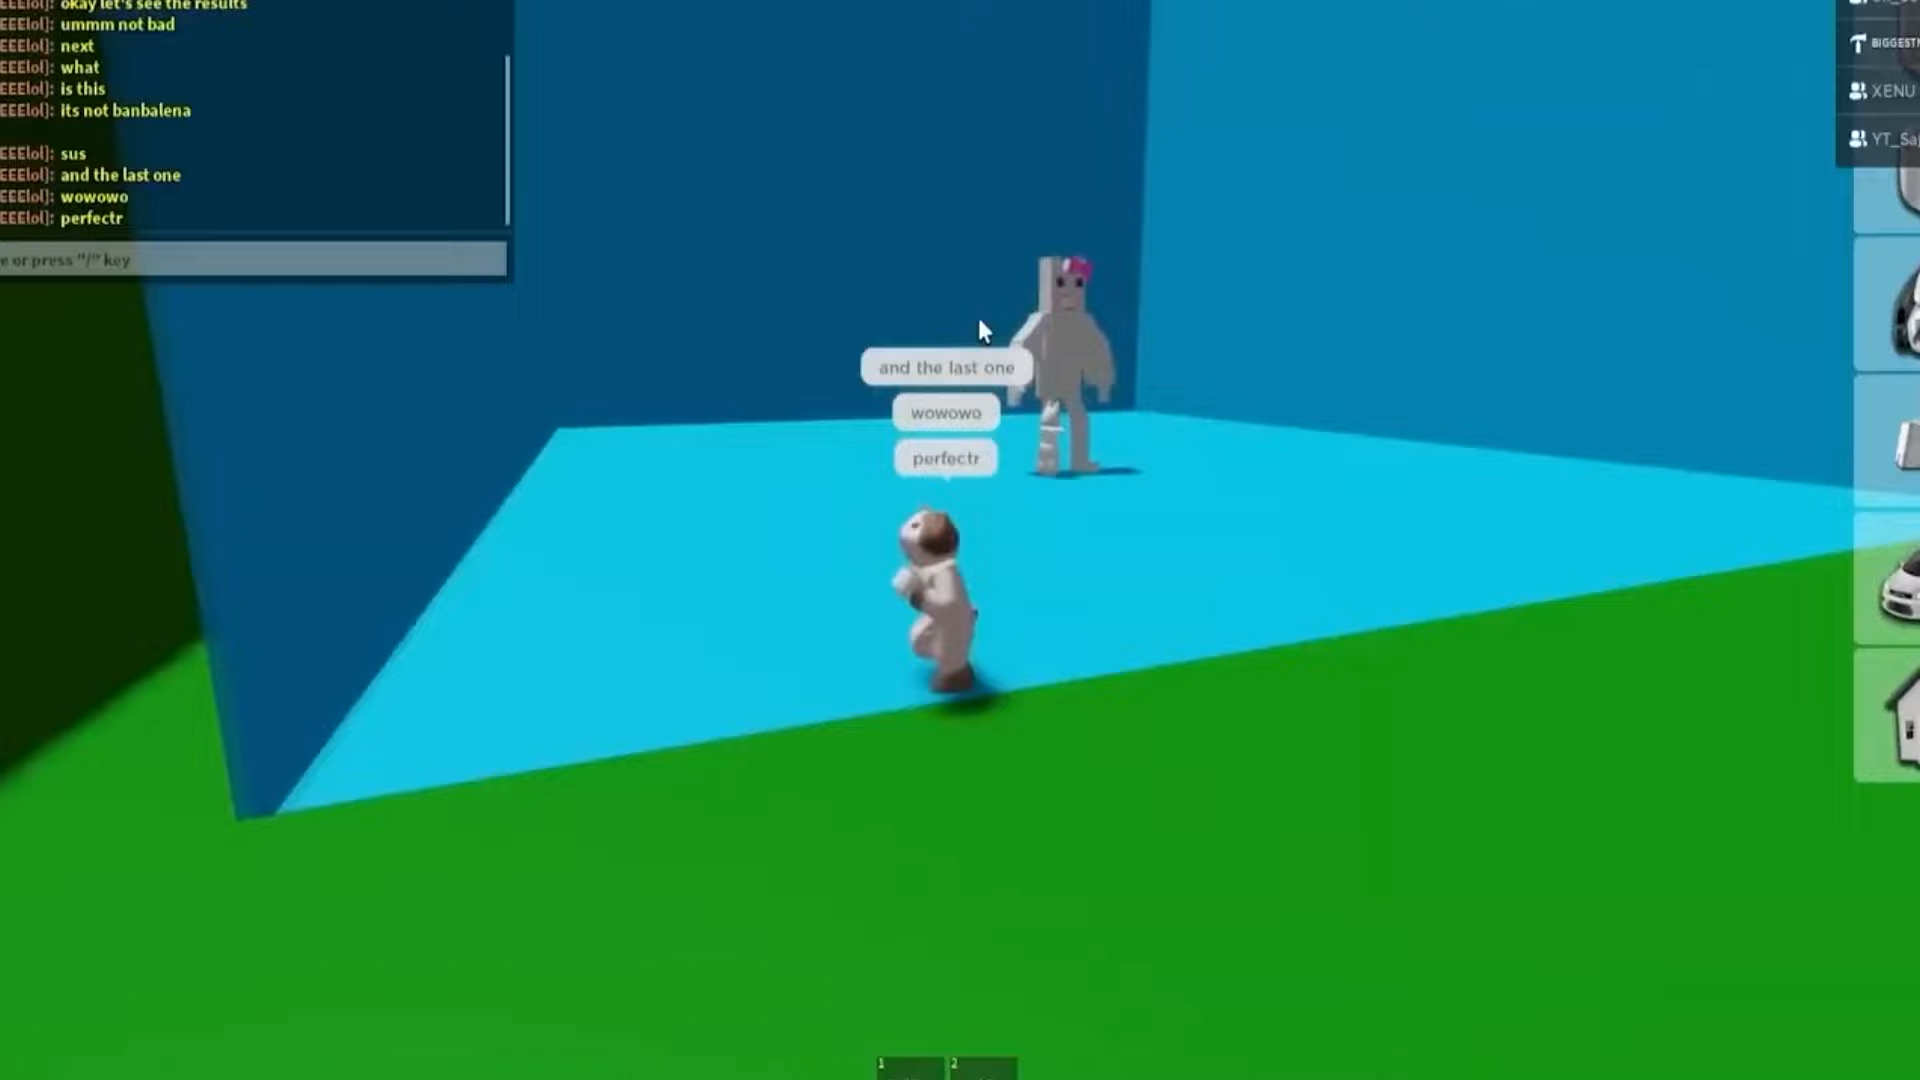 EEElol]: okay let's see the results
EEElol]: ummm not bad
EEElol]: next
EEElol]: what
EEElol]: is this
EEElol]: its not banbalena
EEElol]: sus
EEElol]: and the last one
EEElol]: wowowo
EEElol]: perfectr
e or press "/" key
and the last one
wowowo
perfectr
BIGGEST
XENU
YT_Sa
1
2